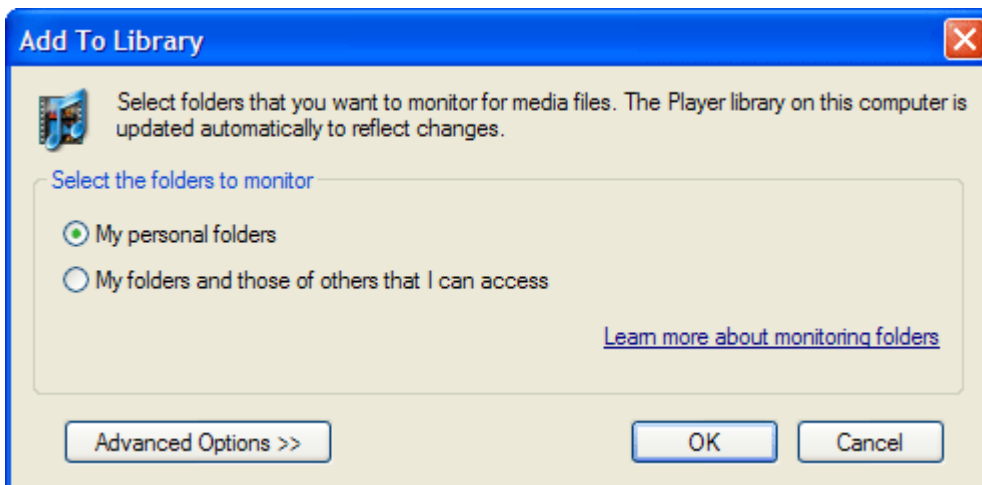 Add To Library
Select folders that you want to monitor for media files. The Player library on this computer is
updated automatically to reflect changes.
Select the folders to monitor
My personal folders
My folders and those of others that I can access
Learn more about monitoring folders
Advanced Options >>
OK
Cancel